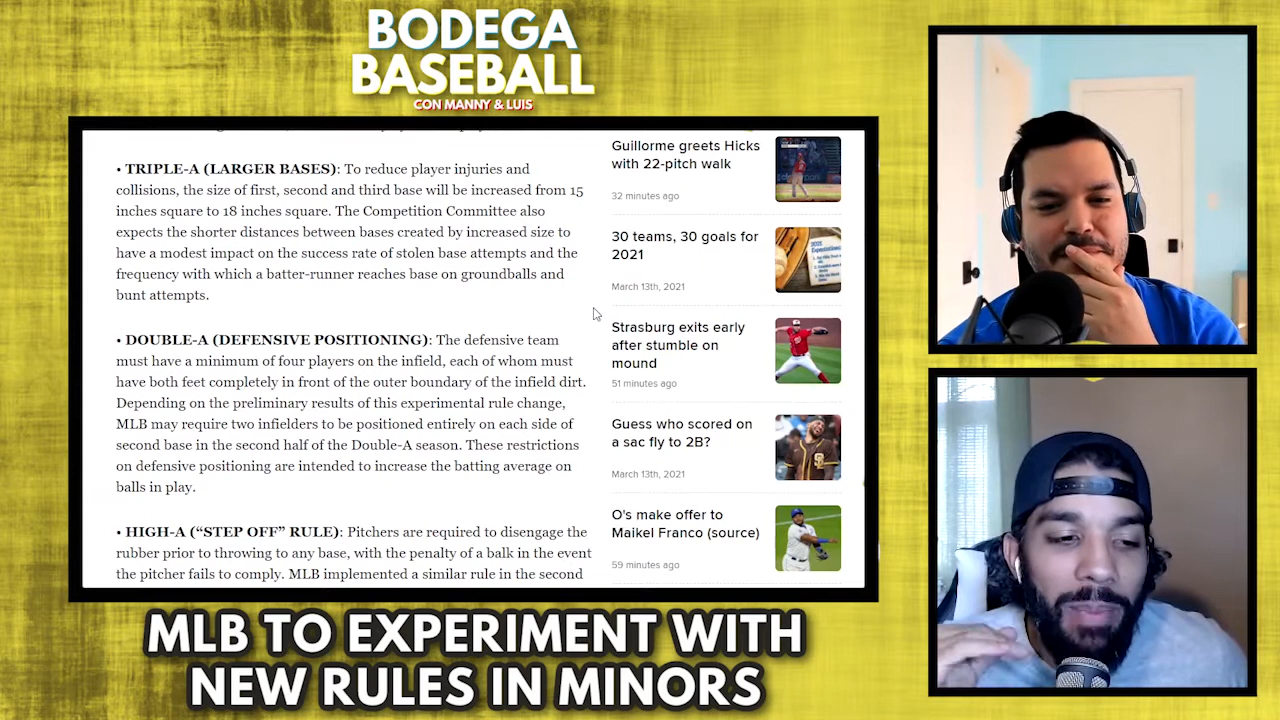 BODEGA
BASEBALL
CON MANNY & LUIS
• TRIPLE-A (LARGER BASES): To reduce player injuries and
collisions, the size of first, second and third base will be increased from 15
inches square to 18 inches square. The Competition Committee also
expects the shorter distances between bases created by increased size to
have a modest impact on the success rate of stolen base attempts and the
frequency with which a batter-runner reaches base on groundballs and
bunt attempts.
• DOUBLE-A (DEFENSIVE POSITIONING): The defensive team
must have a minimum of four players on the infield, each of whom must
have both feet completely in front of the outer boundary of the infield dirt.
Depending on the preliminary results of this experimental rule change,
MLB may require two infielders to be positioned entirely on each side of
second base in the second half of the Double-A season. These restrictions
on defensive positioning are intended to increase the batting average on
balls in play.
• HIGH-A (“STEP OFF” RULE): Pitchers are required to disengage the
rubber prior to throwing to any base, with the penalty of a balk in the event
the pitcher fails to comply. MLB implemented a similar rule in the second
Guillorme greets Hicks
with 22-pitch walk
32 minutes ago
30 teams, 30 goals for
2021
March 13th, 2021
Strasburg exits early
after stumble on
mound
51 minutes ago
Guess who scored on
a sac fly to 2B?
March 13th, 2021
O's make offer to
Maikel Franco (source)
59 minutes ago
MLB TO EXPERIMENT WITH
NEW RULES IN MINORS